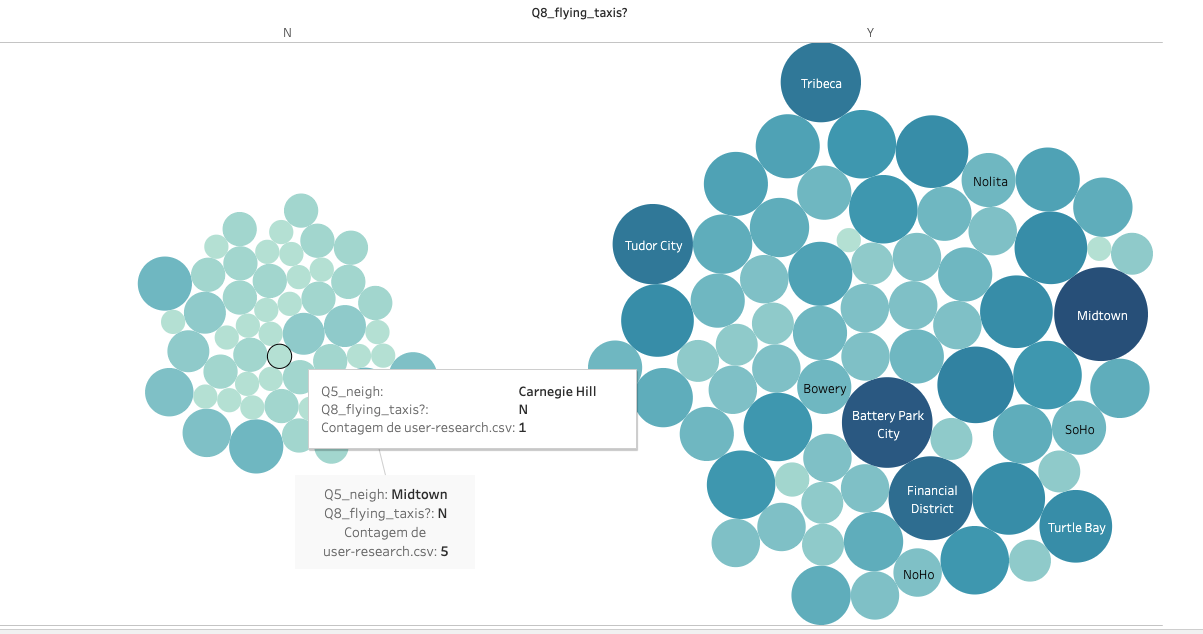 Q8_flying_taxis?
N
Y
Tribeca
Nolita
Tudor City
Midtown
Bowery
Battery Park
City
SoHo
Financial
District
Turtle Bay
NoHo
Q5_neigh: Carnegie Hill
Q8_flying_taxis?: N
Contagem de user-research.csv: 1
Q5_neigh: Midtown
Q8_flying_taxis?: N
Contagem de
user-research.csv: 5